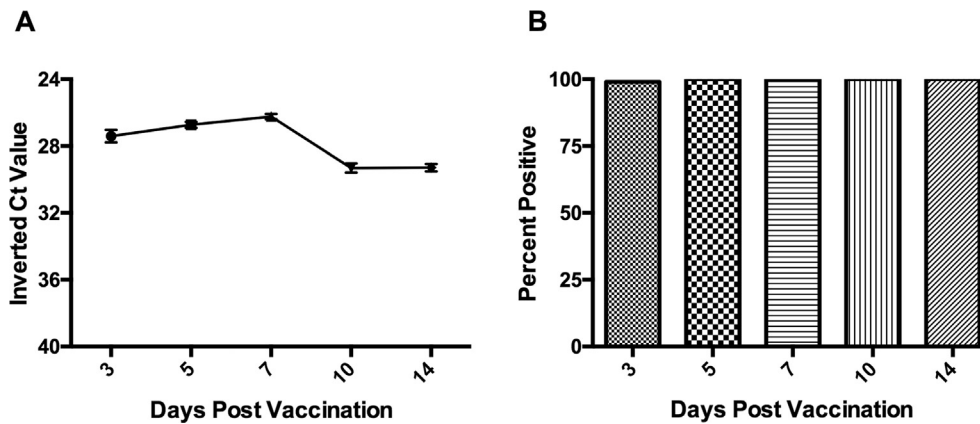 A
Inverted Ct Value
24
28
32
36
40
3 5 7 10 14
Days Post Vaccination
B
Percent Positive
100
75
50
25
0
3 5 7 10 14
Days Post Vaccination